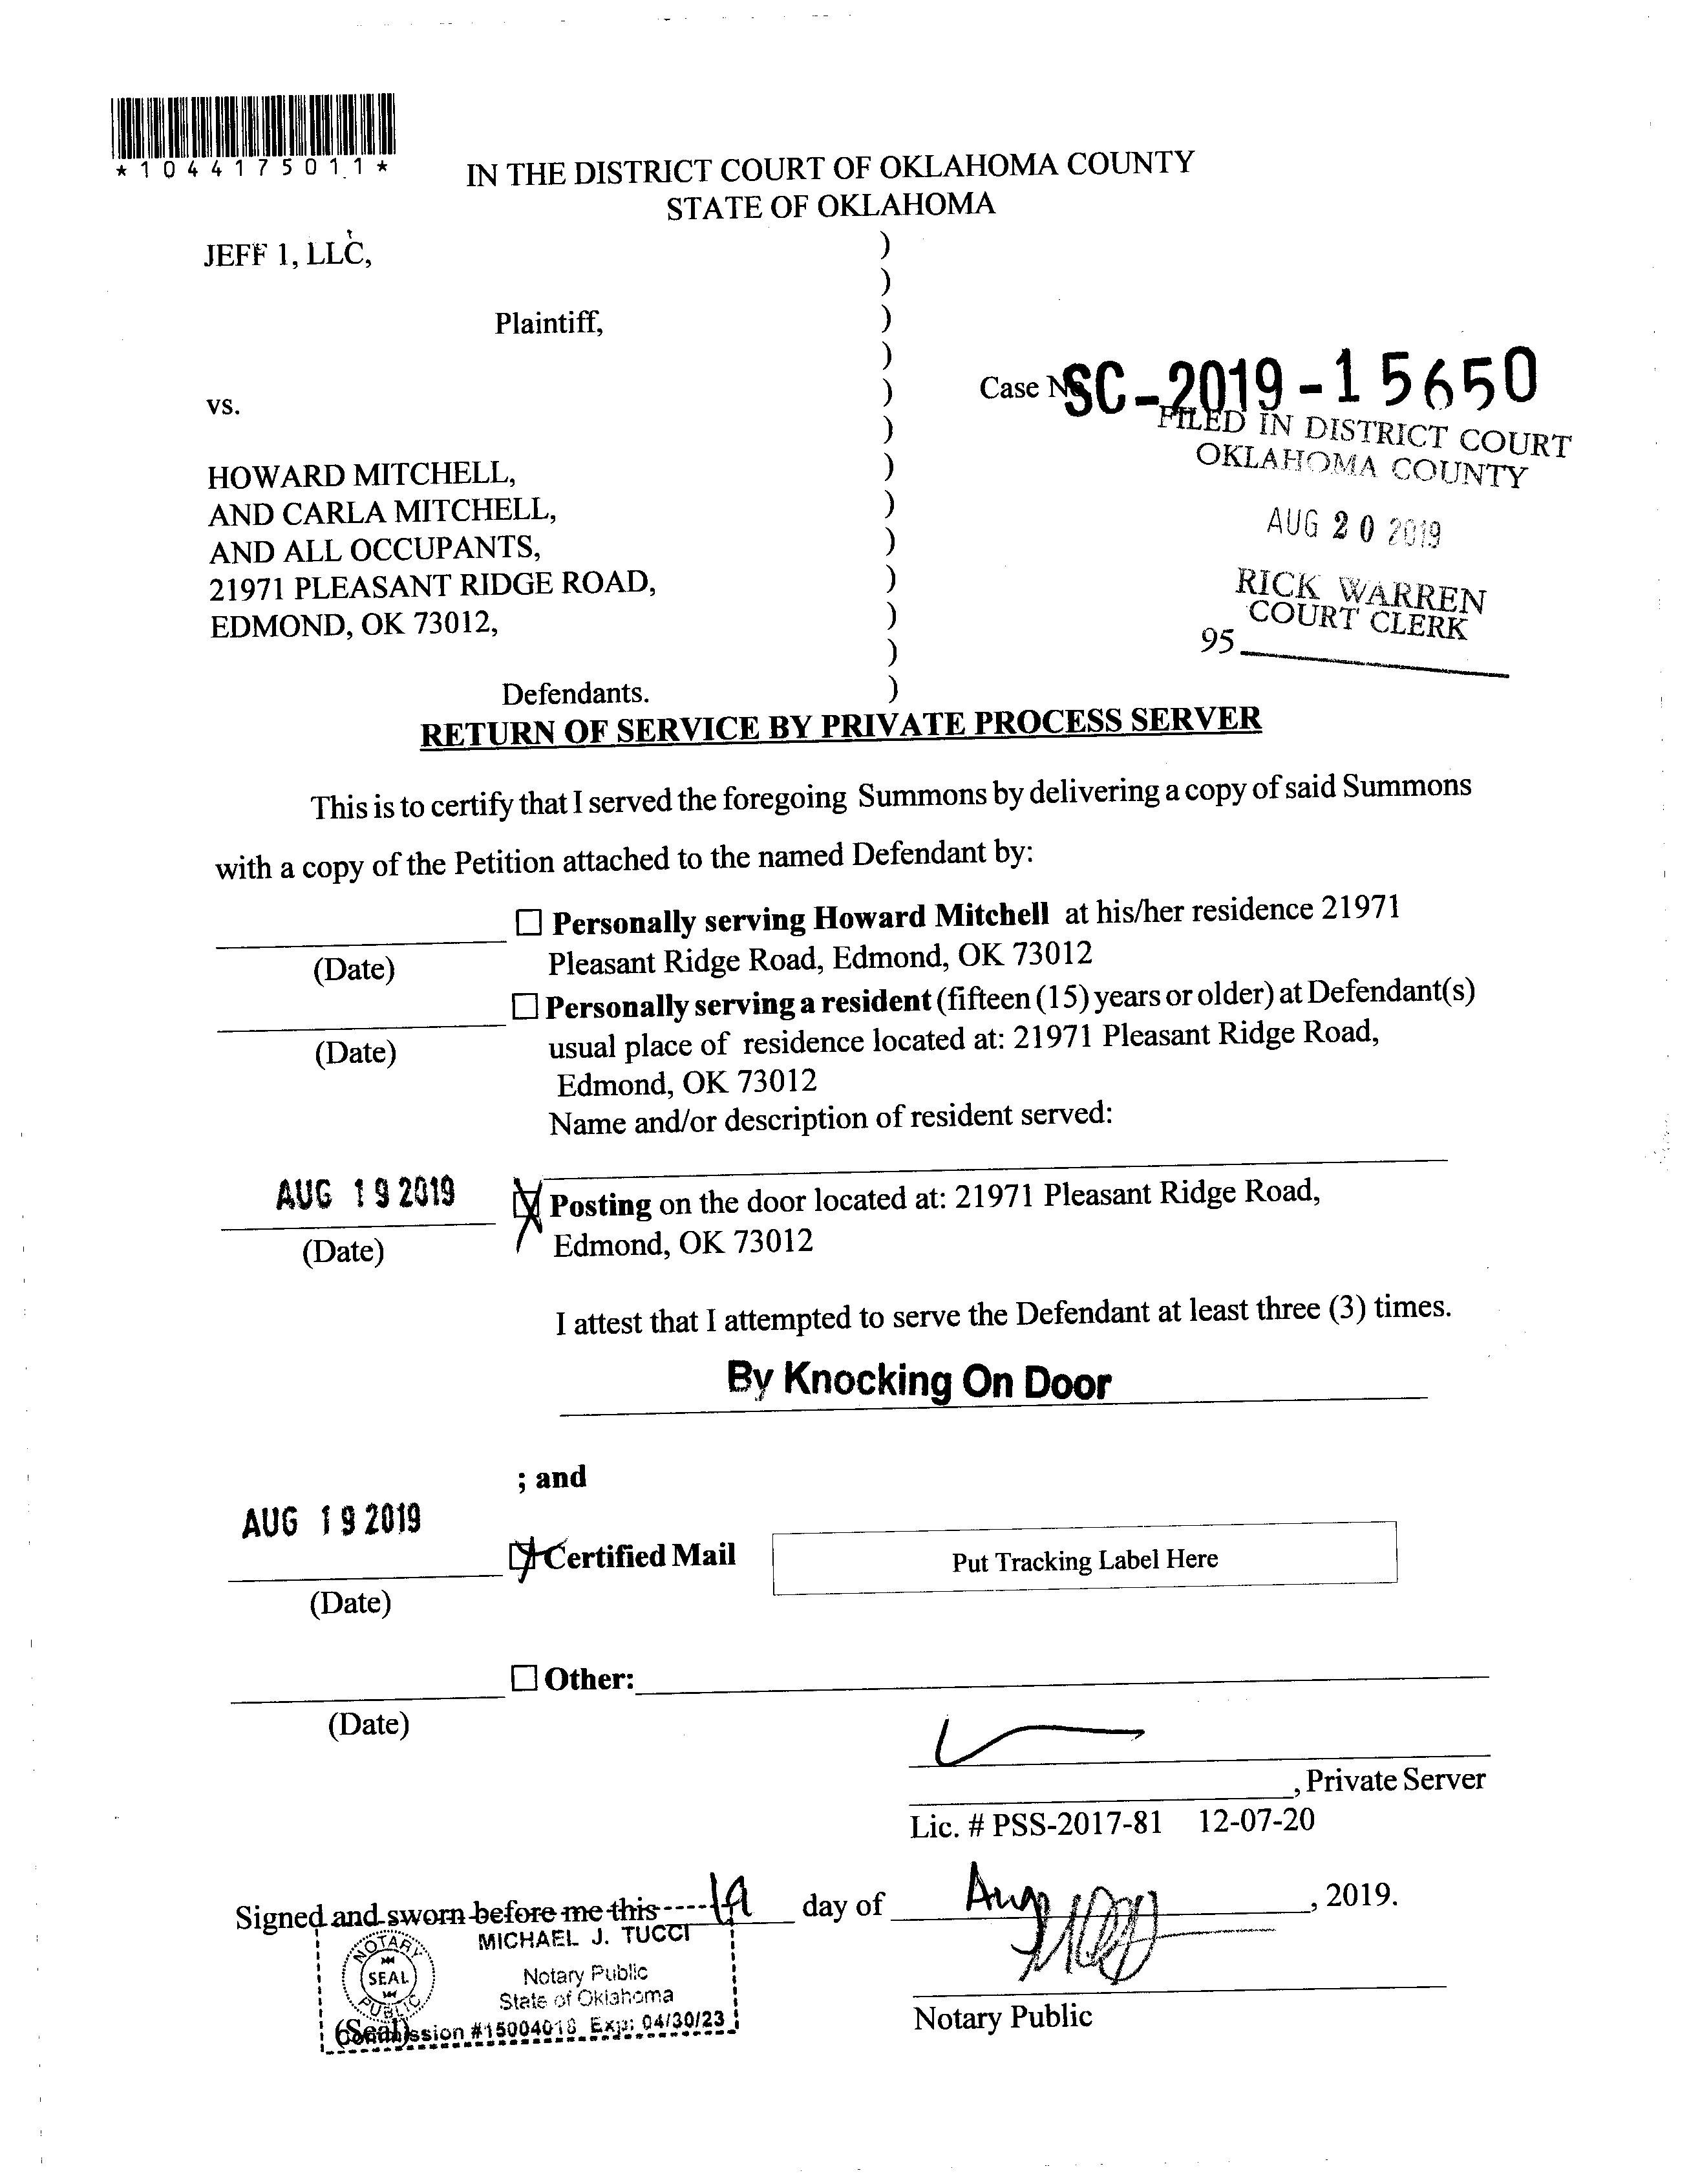 *1044175011*
IN THE DISTRICT COURT OF OKLAHOMA COUNTY
STATE OF OKLAHOMA
JEFF 1, LLC, )
)
Plaintiff, )
)
vs. )
Case No. SC-2019-15650
)
FILED IN DISTRICT COURT
OKLAHOMA COUNTY
HOWARD MITCHELL, )
AND CARLA MITCHELL, )
AUG 20 2019
AND ALL OCCUPANTS, )
21971 PLEASANT RIDGE ROAD, )
RICK WARREN
COURT CLERK
EDMOND, OK 73012, )
95
)
Defendants. )
RETURN OF SERVICE BY PRIVATE PROCESS SERVER
This is to certify that I served the foregoing Summons by delivering a copy of said Summons
with a copy of the Petition attached to the named Defendant by:
☐ Personally serving Howard Mitchell at his/her residence 21971
(Date) Pleasant Ridge Road, Edmond, OK 73012
☐ Personally serving a resident (fifteen (15) years or older) at Defendant(s)
(Date) usual place of residence located at: 21971 Pleasant Ridge Road,
Edmond, OK 73012
Name and/or description of resident served:
AUG 19 2019 Posting on the door located at: 21971 Pleasant Ridge Road,
(Date) Edmond, OK 73012
I attest that I attempted to serve the Defendant at least three (3) times.
By Knocking On Door
; and
AUG 19 2019
Certified Mail Put Tracking Label Here
(Date)
☐ Other:
(Date)
, Private Server
Lic. # PSS-2017-81 12-07-20
Signed and sworn before me this 19 day of Aug, 2019.
MICHAEL J. TUCCI
NOTARY PUBLIC SEAL
Notary Public
State of Oklahoma
(Seal)
Commission #15004018 Exp: 04/30/23
Notary Public